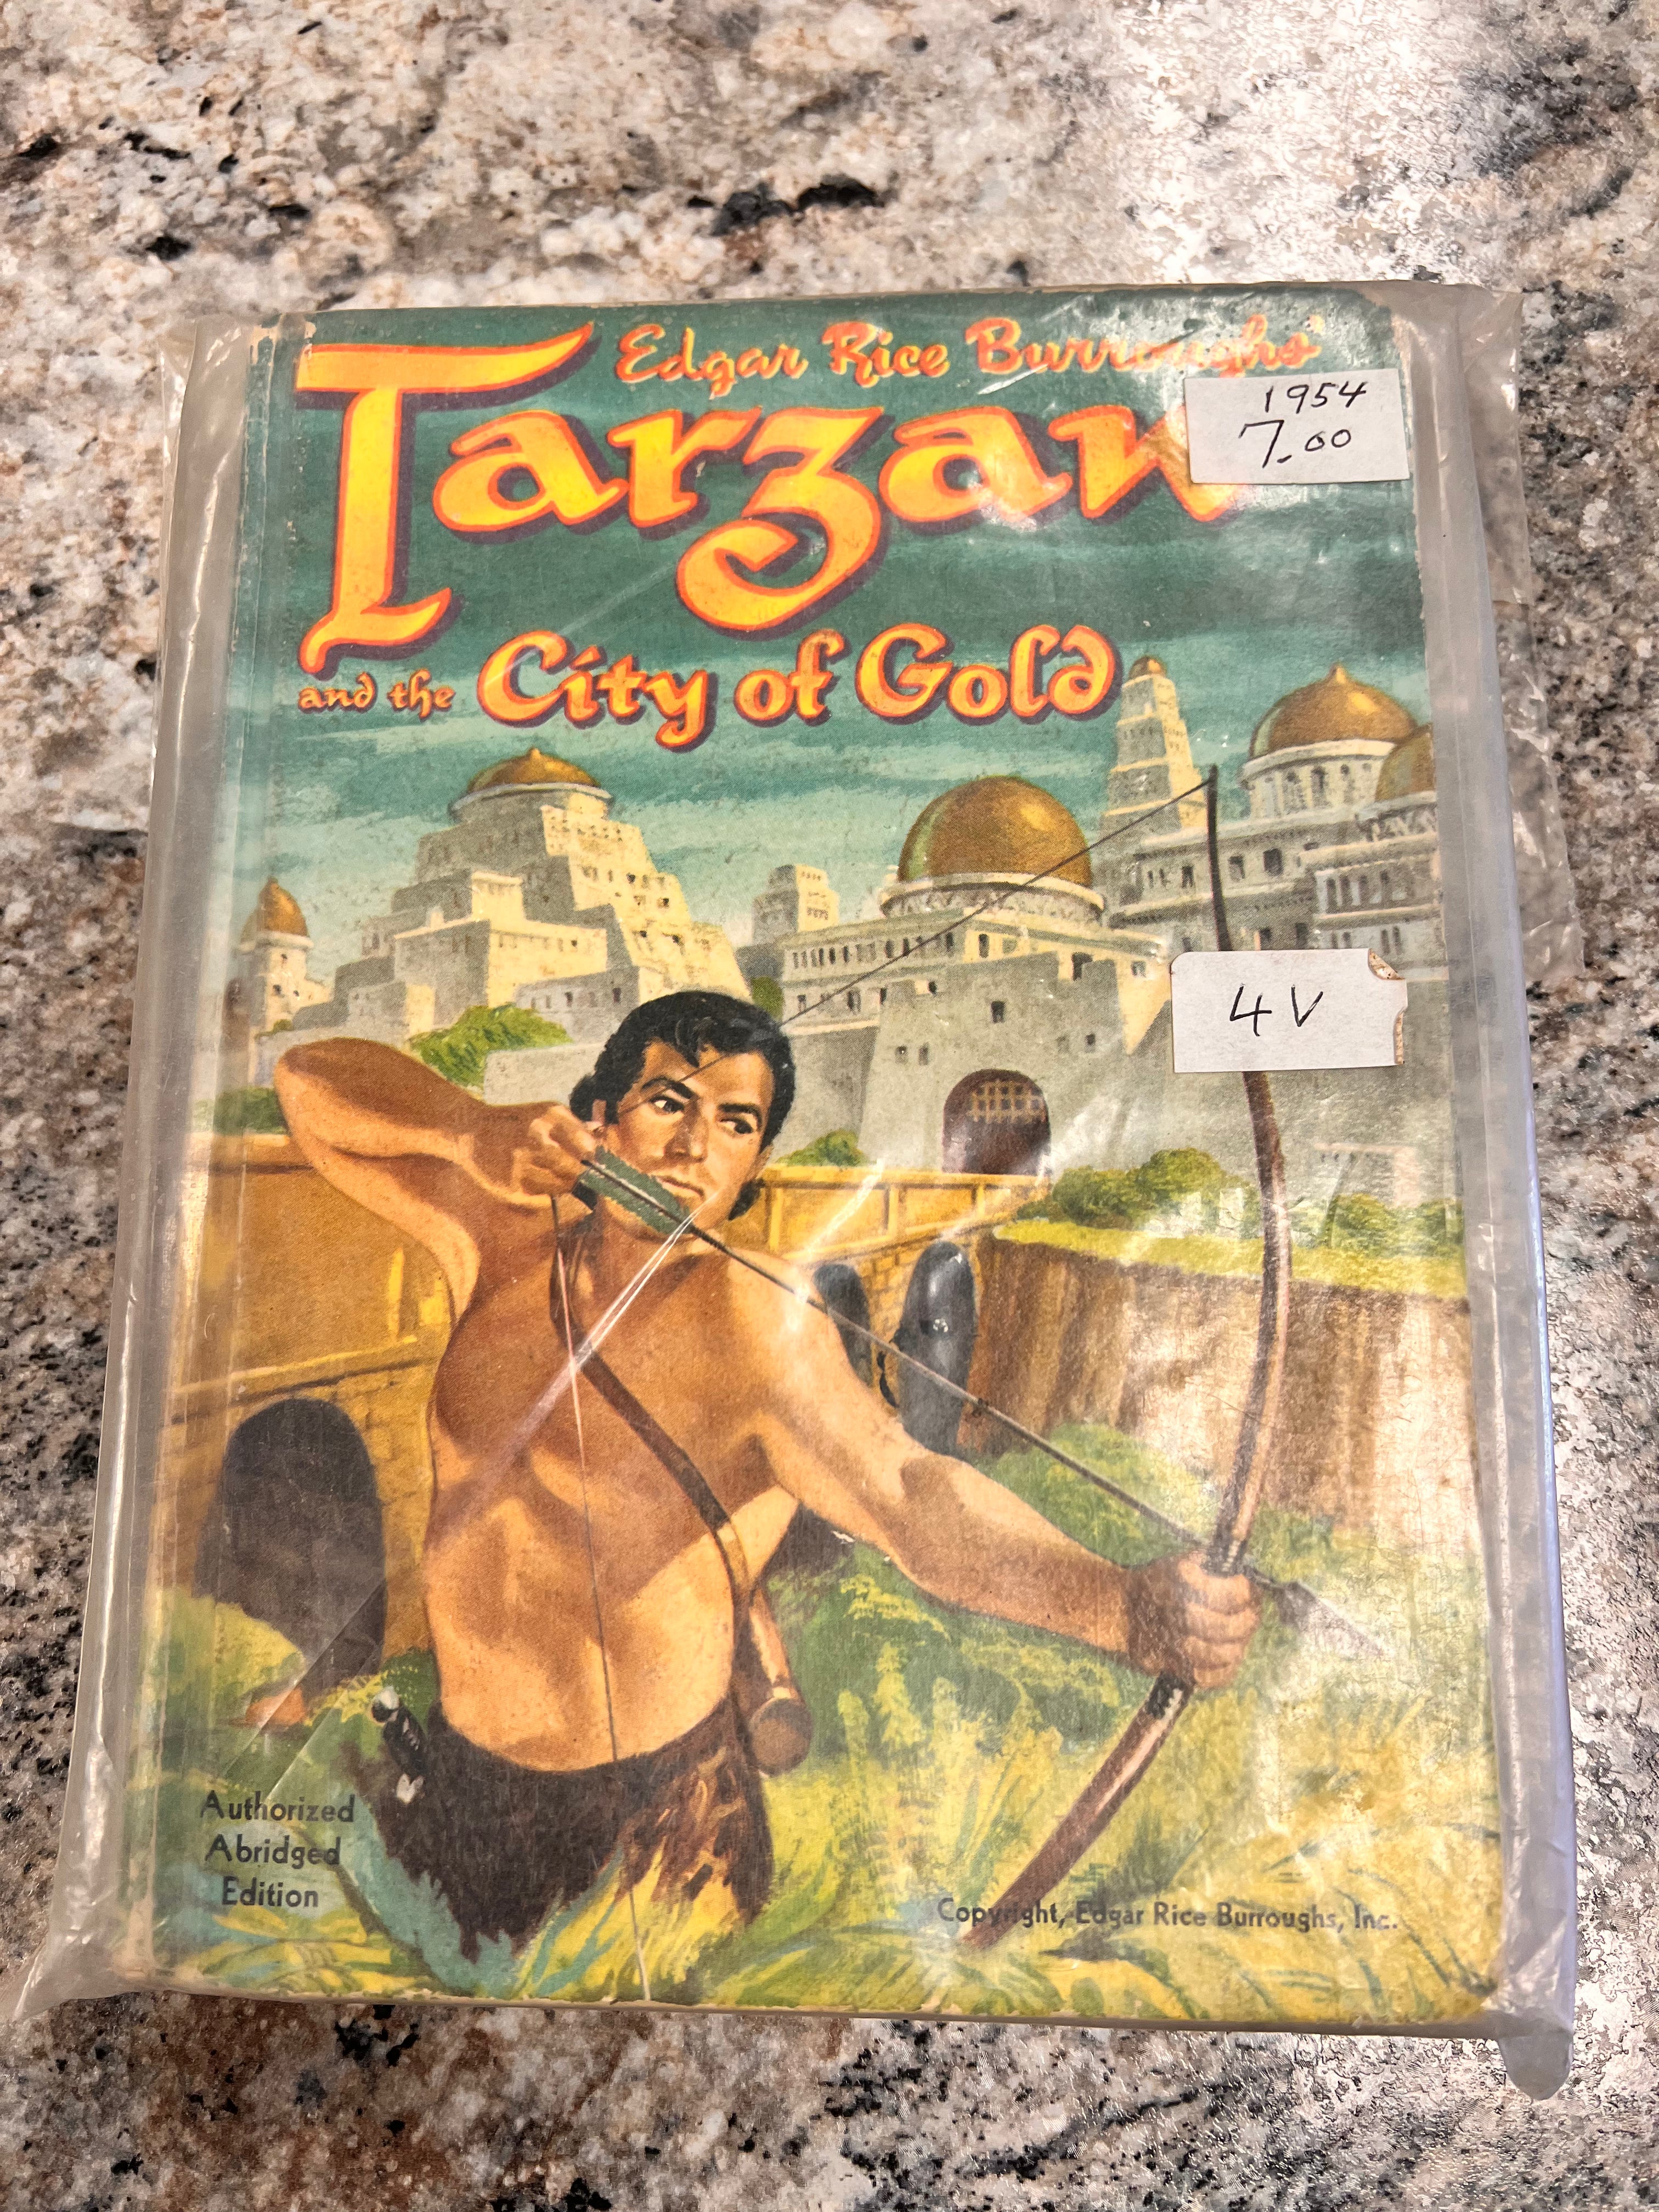 Edgar Rice Burroughs'
Tarzan
and the City of Gold
1954
7.00
4V
Authorized
Abridged
Edition
Copyright, Edgar Rice Burroughs, Inc.